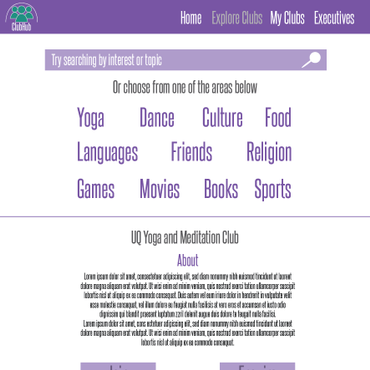 ClubHub
Home Explore Clubs My Clubs Executives
Try searching by interest or topic
Or choose from one of the areas below
Yoga Dance Culture Food
Languages Friends Religion
Games Movies Books Sports
UQ Yoga and Meditation Club
About
Lorem ipsum dolor sit amet, consectetuer adipiscing elit, sed diam nonummy nibh euismod tincidunt ut laoreet
dolore magna aliquam erat volutpat. Ut wisi enim ad minim veniam, quis nostrud exerci tation ullamcorper suscipit
lobortis nisl ut aliquip ex ea commodo consequat. Duis autem vel eum iriure dolor in hendrerit in vulputate velit
esse molestie consequat, vel illum dolore eu feugiat nulla facilisis at vero eros et accumsan et iusto odio
dignissim qui blandit praesent luptatum zzril delenit augue duis dolore te feugait nulla facilisi.
Lorem ipsum dolor sit amet, cons ectetuer adipiscing elit, sed diam nonummy nibh euismod tincidunt ut laoreet
dolore magna aliquam erat volutpat. Ut wisi enim ad minim veniam, quis nostrud exerci tation ullamcorper suscipit
lobortis nisl ut aliquip ex ea commodo consequat.